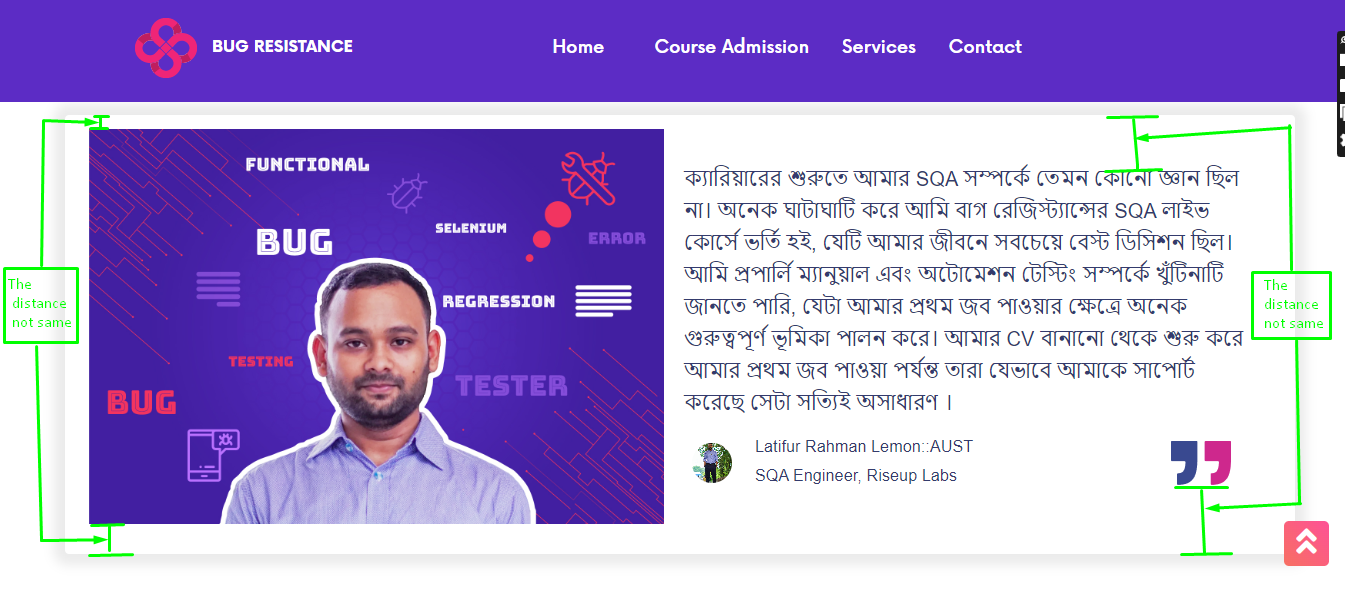 BUG RESISTANCE
Home Course Admission Services Contact
FUNCTIONAL
BUG
SELENIUM
ERROR
REGRESSION
TESTING
TESTER
BUG
ক্যারিয়ারের শুরুতে আমার SQA সম্পর্কে তেমন কোনো জ্ঞান ছিল
না। অনেক ঘাটাঘাটি করে আমি বাগ রেজিস্ট্যান্সের SQA লাইভ
কোর্সে ভর্তি হই, যেটি আমার জীবনে সবচেয়ে বেস্ট ডিসিশন ছিল।
আমি প্রপার্লি ম্যানুয়াল এবং অটোমেশন টেস্টিং সম্পর্কে খুঁটিনাটি
জানতে পারি, যেটা আমার প্রথম জব পাওয়ার ক্ষেত্রে অনেক
গুরুত্বপূর্ণ ভূমিকা পালন করে। আমার CV বানানো থেকে শুরু করে
আমার প্রথম জব পাওয়া পর্যন্ত তারা যেভাবে আমাকে সাপোর্ট
করেছে সেটা সত্যিই অসাধারণ ।
Latifur Rahman Lemon::AUST
SQA Engineer, Riseup Labs
The
distance
not same
The
distance
not same